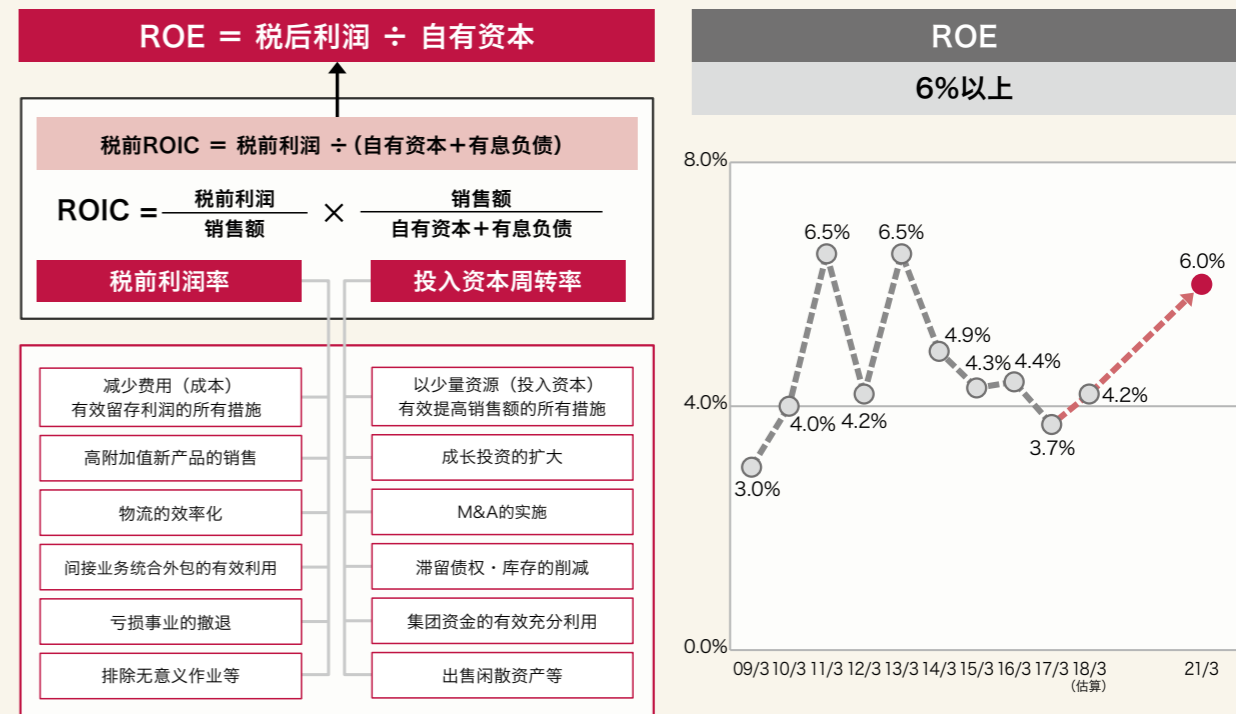 ROE = 税后利润 ÷ 自有资本
税前ROIC = 税前利润 ÷（自有资本＋有息负债）
ROIC = 税前利润 / 销售额 × 销售额 / 自有资本＋有息负债
税前利润率
投入资本周转率
减少费用（成本）
有效留存利润的所有措施
高附加值新产品的销售
物流的效率化
间接业务统合外包的有效利用
亏损事业的撤退
排除无意义作业等
以少量资源（投入资本）
有效提高销售额的所有措施
成长投资的扩大
M&A的实施
滞留债权・库存的削减
集团资金的有效充分利用
出售闲散资产等
ROE
6%以上
8.0%
4.0%
0.0%
3.0%
4.0%
6.5%
4.2%
6.5%
4.9%
4.3%
4.4%
3.7%
4.2%
6.0%
09/3 10/3 11/3 12/3 13/3 14/3 15/3 16/3 17/3 18/3 21/3
（估算）